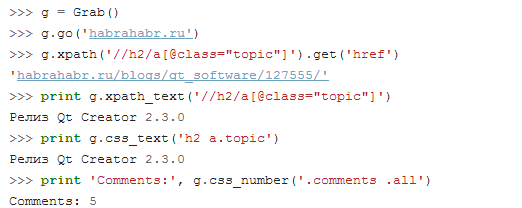 >>> g = Grab()
>>> g.go('habrahabr.ru')
>>> g.xpath('//h2/a[@class="topic"]').get('href')
'habrahabr.ru/blogs/qt_software/127555/'
>>> print g.xpath_text('//h2/a[@class="topic"]')
Релиз Qt Creator 2.3.0
>>> print g.css_text('h2 a.topic')
Релиз Qt Creator 2.3.0
>>> print 'Comments:', g.css_number('.comments .all')
Comments: 5